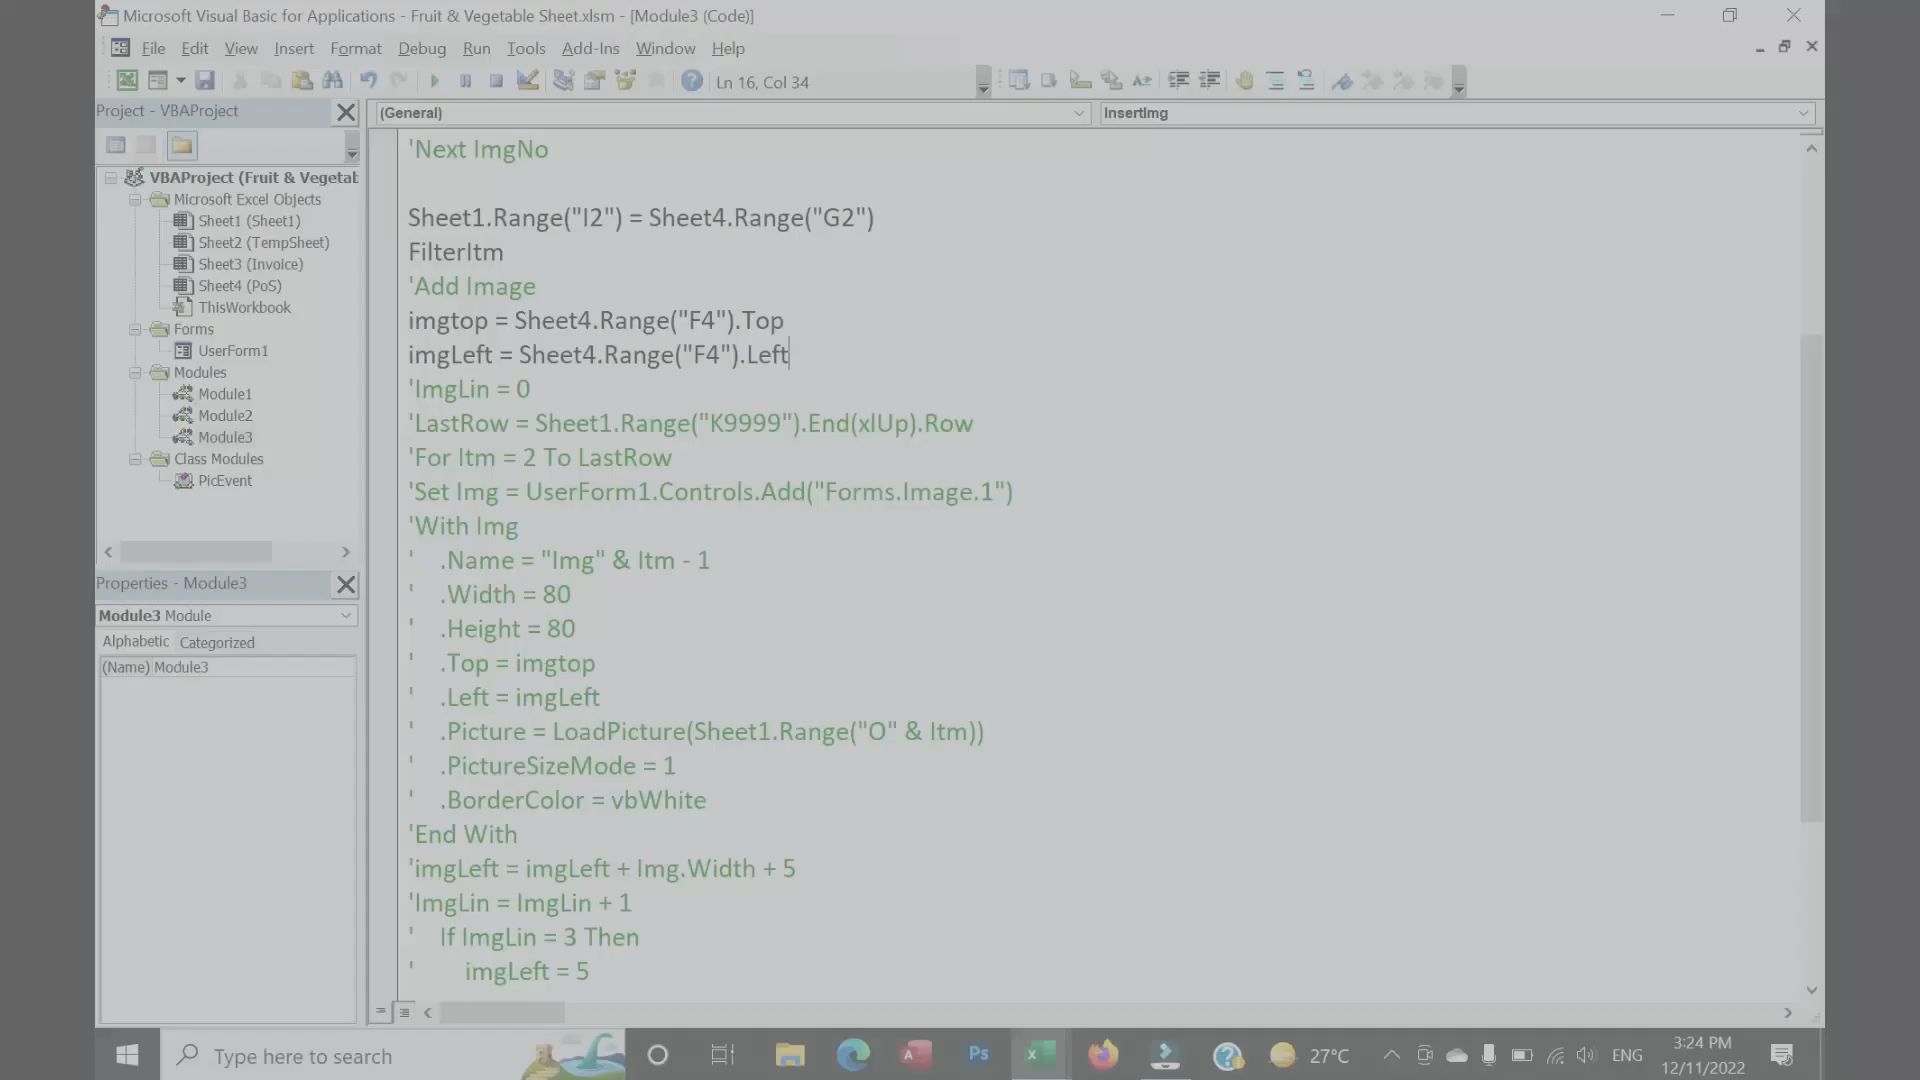 Microsoft Visual Basic for Applications - Fruit & Vegetable Sheet.xlsm - [Module3 (Code)]
File Edit View Insert Format Debug Run Tools Add-Ins Window Help
Ln 16, Col 34
Project - VBAProject
(General)
InsertImg
VBAProject (Fruit & Vegetat
Microsoft Excel Objects
Sheet1 (Sheet1)
Sheet2 (TempSheet)
Sheet3 (Invoice)
Sheet4 (PoS)
ThisWorkbook
Forms
UserForm1
Modules
Module1
Module2
Module3
Class Modules
PicEvent
Properties - Module3
Module3 Module
Alphabetic Categorized
(Name) Module3
'Next ImgNo
Sheet1.Range("I2") = Sheet4.Range("G2")
FilterItm
'Add Image
imgtop = Sheet4.Range("F4").Top
imgLeft = Sheet4.Range("F4").Left
'ImgLin = 0
'LastRow = Sheet1.Range("K9999").End(xlUp).Row
'For Itm = 2 To LastRow
'Set Img = UserForm1.Controls.Add("Forms.Image.1")
'With Img
'    .Name = "Img" & Itm - 1
'    .Width = 80
'    .Height = 80
'    .Top = imgtop
'    .Left = imgLeft
'    .Picture = LoadPicture(Sheet1.Range("O" & Itm))
'    .PictureSizeMode = 1
'    .BorderColor = vbWhite
'End With
'imgLeft = imgLeft + Img.Width + 5
'ImgLin = ImgLin + 1
'    If ImgLin = 3 Then
'        imgLeft = 5
Type here to search
Ps
27°C
ENG
3:24 PM
12/11/2022